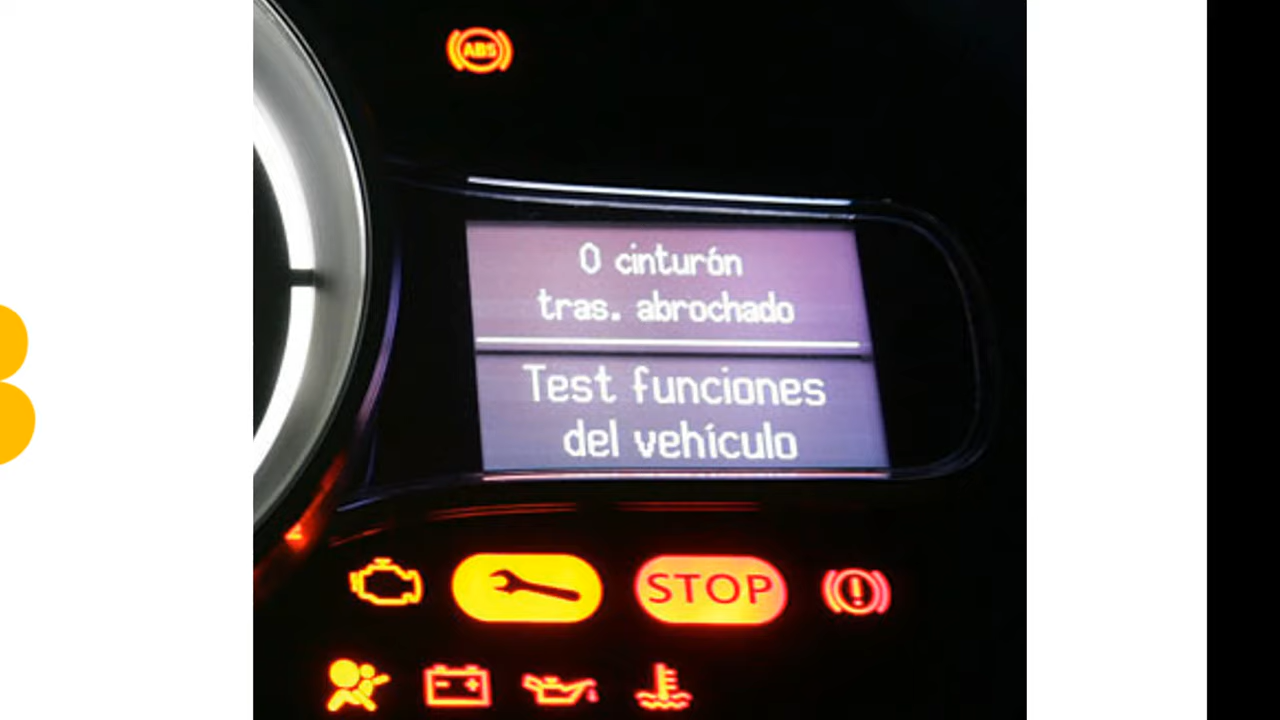 ABS
0 cinturón
tras. abrochado
Test funciones
del vehículo
STOP